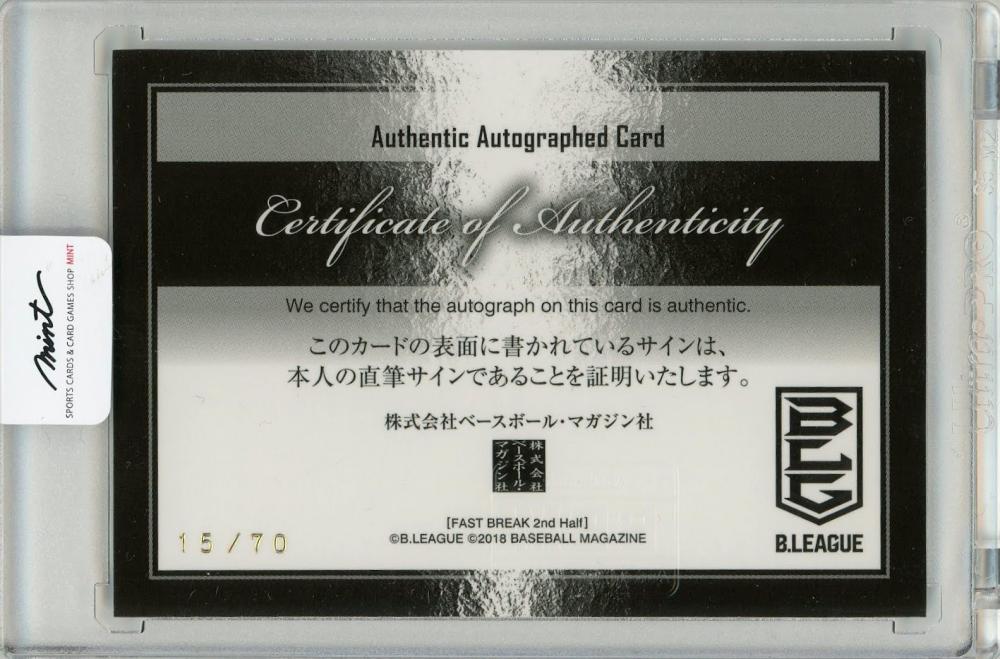 Authentic Autographed Card
Certificate of Authenticity
We certify that the autograph on this card is authentic.
このカードの表面に書かれているサインは、
本人の直筆サインであることを証明いたします。
株式会社ベースボール・マガジン社
株式会社
ベースボール・
マガジン社
[FAST BREAK 2nd Half]
©B.LEAGUE ©2018 BASEBALL MAGAZINE
15/70
BLG
B.LEAGUE
mint
SPORTS CARDS & CARD GAMES SHOP MINT